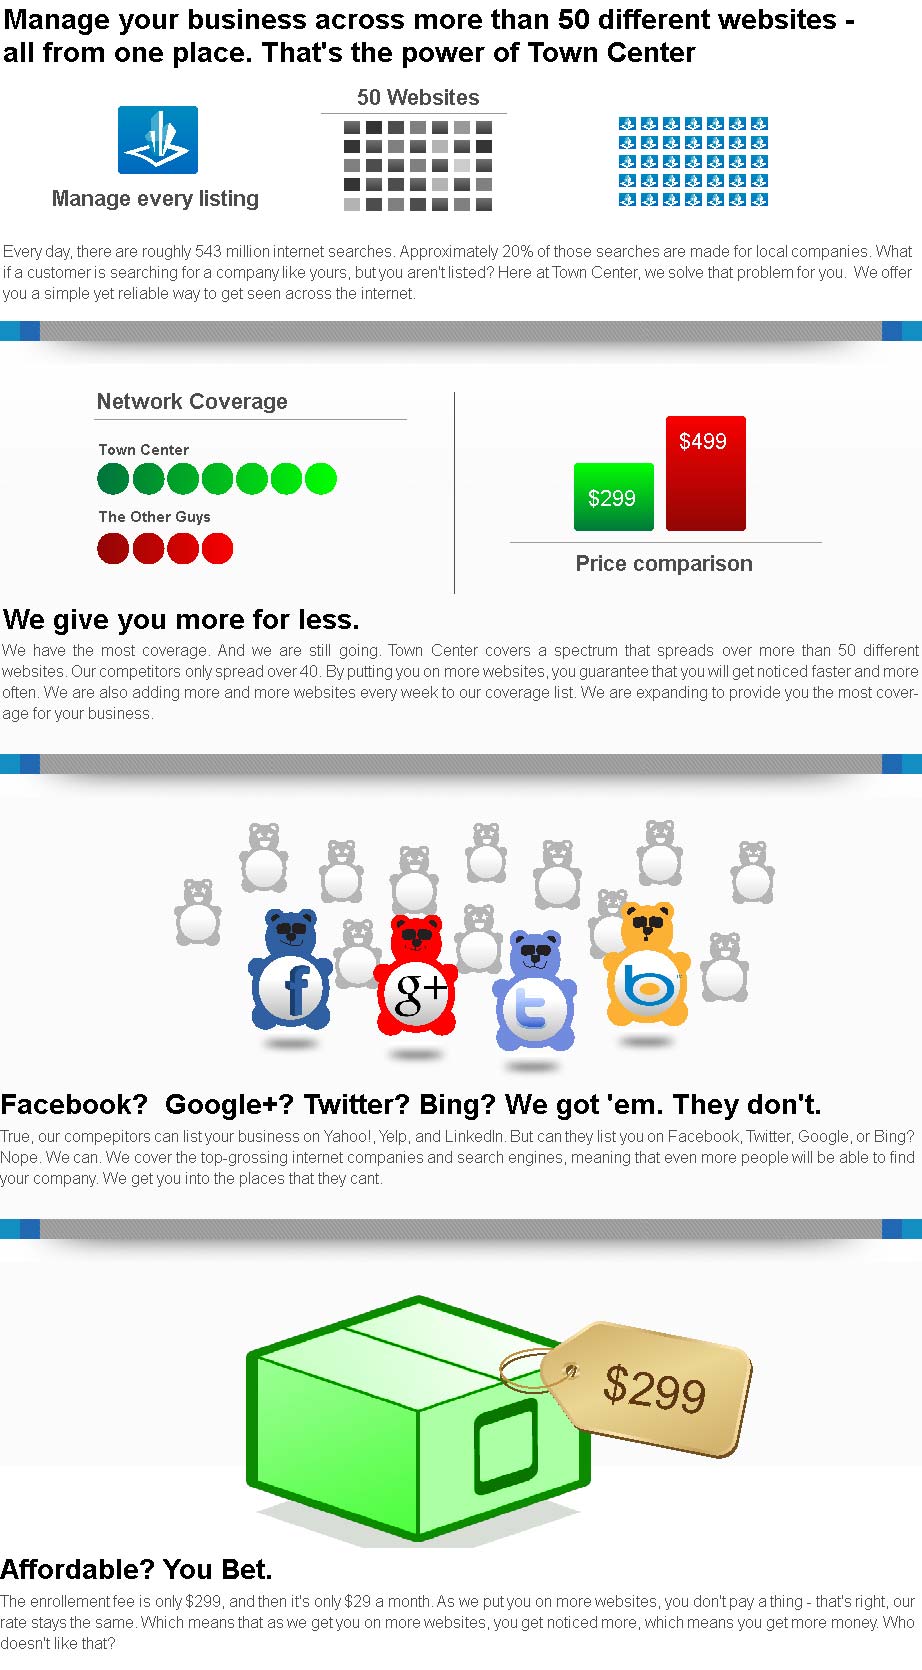 Manage your business across more than 50 different websites -
all from one place. That's the power of Town Center
50 Websites
Manage every listing
Every day, there are roughly 543 million internet searches. Approximately 20% of those searches are made for local companies. What
if a customer is searching for a company like yours, but you aren't listed? Here at Town Center, we solve that problem for you. We offer
you a simple yet reliable way to get seen across the internet.
Network Coverage
Town Center
The Other Guys
$499
$299
Price comparison
We give you more for less.
We have the most coverage. And we are still going. Town Center covers a spectrum that spreads over more than 50 different
websites. Our competitors only spread over 40. By putting you on more websites, you guarantee that you will get noticed faster and more
often. We are also adding more and more websites every week to our coverage list. We are expanding to provide you the most cover-
age for your business.
f
g+
t
b
Facebook? Google+? Twitter? Bing? We got 'em. They don't.
True, our compepitors can list your business on Yahoo!, Yelp, and LinkedIn. But can they list you on Facebook, Twitter, Google, or Bing?
Nope. We can. We cover the top-grossing internet companies and search engines, meaning that even more people will be able to find
your company. We get you into the places that they cant.
$299
Affordable? You Bet.
The enrollement fee is only $299, and then it's only $29 a month. As we put you on more websites, you don't pay a thing - that's right, our
rate stays the same. Which means that as we get you on more websites, you get noticed more, which means you get more money. Who
doesn't like that?